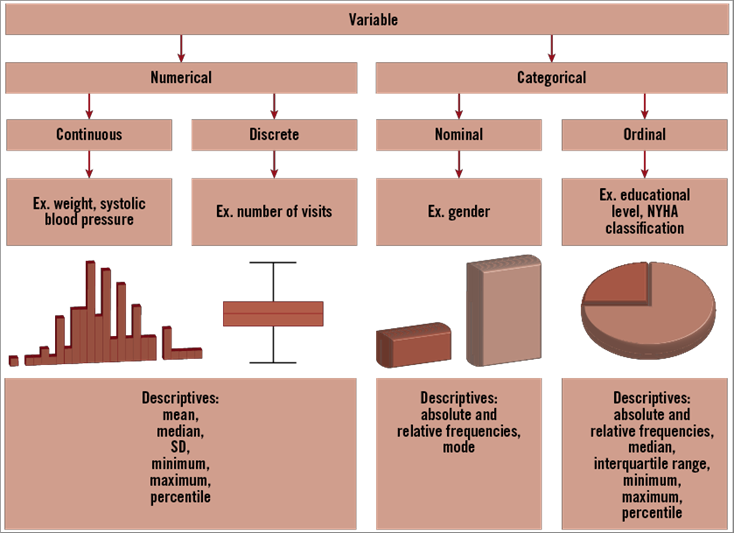 Variable
Numerical
Categorical
Continuous
Discrete
Nominal
Ordinal
Ex. weight, systolic
blood pressure
Ex. number of visits
Ex. gender
Ex. educational
level, NYHA
classification
Descriptives:
mean,
median,
SD,
minimum,
maximum,
percentile
Descriptives:
absolute and
relative frequencies,
mode
Descriptives:
absolute and
relative frequencies,
median,
interquartile range,
minimum,
maximum,
percentile